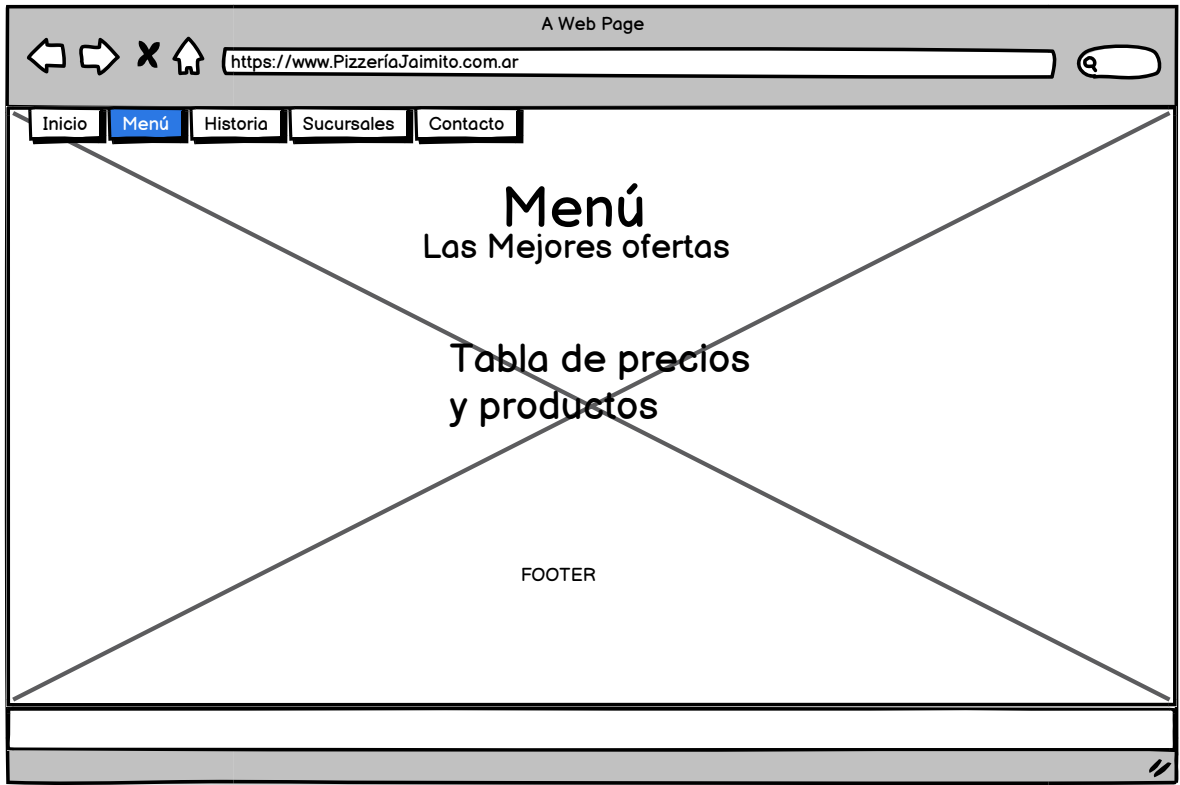 A Web Page
https://www.PizzeríaJaimito.com.ar
Inicio Menú Historia Sucursales Contacto
Menú
Las Mejores ofertas
Tabla de precios
y productos
FOOTER